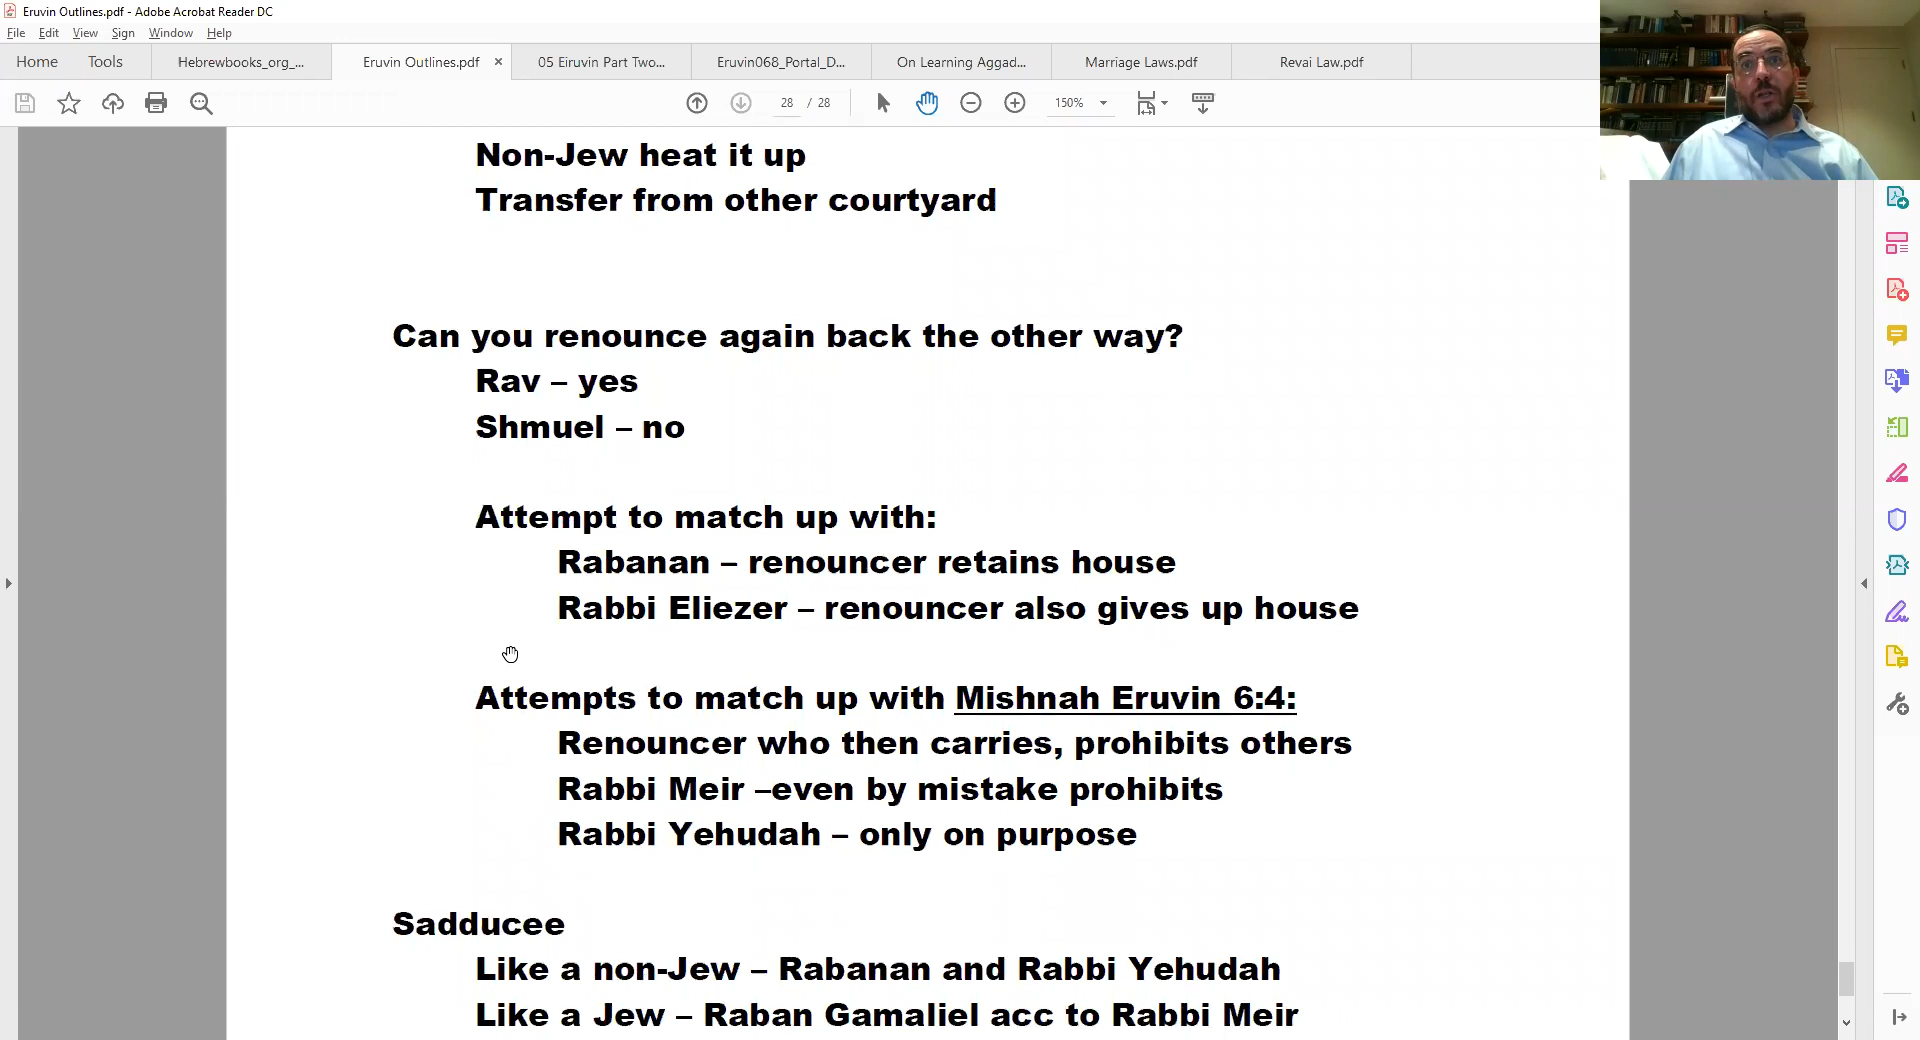 Eruvin Outlines.pdf - Adobe Acrobat Reader DC
File Edit View Sign Window Help
Home Tools Hebrewbooks_org_... Eruvin Outlines.pdf × 05 Eiruvin Part Two... Eruvin068_Portal_D... On Learning Aggad... Marriage Laws.pdf Revai Law.pdf
28 / 28 150%
Non-Jew heat it up
Transfer from other courtyard
Can you renounce again back the other way?
Rav – yes
Shmuel – no
Attempt to match up with:
Rabanan – renouncer retains house
Rabbi Eliezer – renouncer also gives up house
Attempts to match up with Mishnah Eruvin 6:4:
Renouncer who then carries, prohibits others
Rabbi Meir –even by mistake prohibits
Rabbi Yehudah – only on purpose
Sadducee
Like a non-Jew – Rabanan and Rabbi Yehudah
Like a Jew – Raban Gamaliel acc to Rabbi Meir